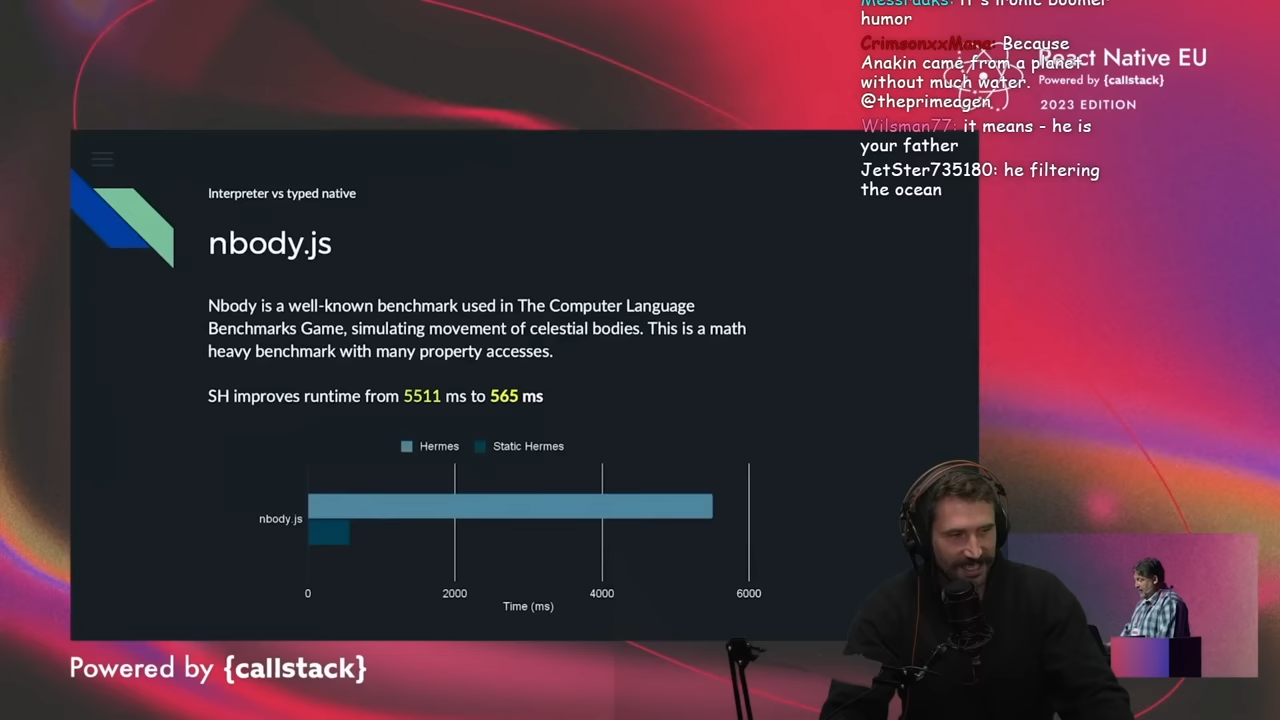 Messrauks: It's ironic boomer
humor
CrimsonxxMana: Because
Anakin came from a planet
without much water.
@theprimeagen
Wilsman77: it means - he is
your father
JetSter735180: he filtering
the ocean
React Native EU
Powered by {callstack}
2023 EDITION
Interpreter vs typed native
nbody.js
Nbody is a well-known benchmark used in The Computer Language
Benchmarks Game, simulating movement of celestial bodies. This is a math
heavy benchmark with many property accesses.
SH improves runtime from 5511 ms to 565 ms
Hermes Static Hermes
nbody.js
0 2000 4000 6000
Time (ms)
Powered by {callstack}